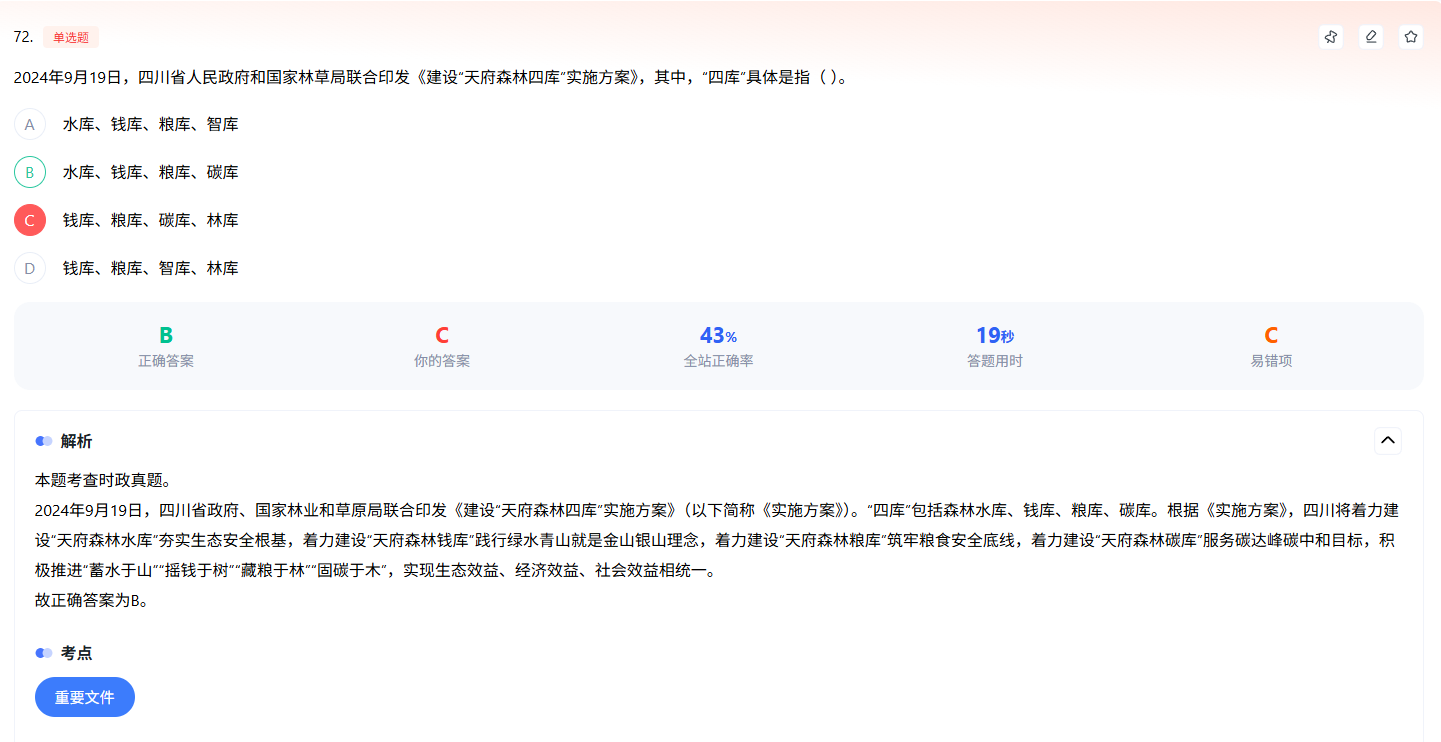 72. 单选题
2024年9月19日，四川省人民政府和国家林草局联合印发《建设“天府森林四库”实施方案》，其中，“四库”具体是指（ ）。
A 水库、钱库、粮库、智库
B 水库、钱库、粮库、碳库
C 钱库、粮库、碳库、林库
D 钱库、粮库、智库、林库
B C 43% 19秒 C
正确答案 你的答案 全站正确率 答题用时 易错项
解析
本题考查时政真题。
2024年9月19日，四川省政府、国家林业和草原局联合印发《建设“天府森林四库”实施方案》（以下简称《实施方案》）。“四库”包括森林水库、钱库、粮库、碳库。根据《实施方案》，四川将着力建
设“天府森林水库”夯实生态安全根基，着力建设“天府森林钱库”践行绿水青山就是金山银山理念，着力建设“天府森林粮库”筑牢粮食安全底线，着力建设“天府森林碳库”服务碳达峰碳中和目标，积
极推进“蓄水于山”“摇钱于树”“藏粮于林”“固碳于木”，实现生态效益、经济效益、社会效益相统一。
故正确答案为B。
考点
重要文件